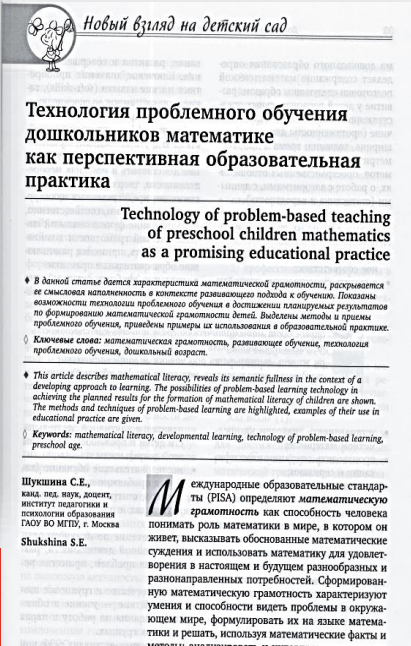 Новый взгляд на детский сад
Технология проблемного обучения
дошкольников математике
как перспективная образовательная
практика
Technology of problem-based teaching
of preschool children mathematics
as a promising educational practice
♦ В данной статье дается характеристика математической грамотности, раскрывается
ее смысловая наполненность в контексте развивающего подхода к обучению. Показаны
возможности технологии проблемного обучения в достижении планируемых результатов
по формированию математической грамотности детей. Выделены методы и приемы
проблемного обучения, приведены примеры их использования в образовательной практике.
◊ Ключевые слова: математическая грамотность, развивающее обучение, технология
проблемного обучения, дошкольный возраст.
♦ This article describes mathematical literacy, reveals its semantic fullness in the context of a
developing approach to learning. The possibilities of problem-based learning technology in
achieving the planned results for the formation of mathematical literacy of children are shown.
The methods and techniques of problem-based learning are highlighted, examples of their use in
educational practice are given.
◊ Keywords: mathematical literacy, developmental learning, technology of problem-based learning,
preschool age.
Шукшина С.Е.,
канд. пед. наук, доцент,
институт педагогики и
психологии образования
ГАОУ ВО МГПУ, г. Москва
Shukshina S.E.
Международные образовательные стандар-
ты (PISA) определяют математическую
грамотность как способность человека
понимать роль математики в мире, в котором он
живет, высказывать обоснованные математические
суждения и использовать математику для удовлет-
ворения в настоящем и будущем разнообразных и
разнонаправленных потребностей. Сформирован-
ную математическую грамотность характеризуют
умения и способности видеть проблемы в окружа-
ющем мире, формулировать их на языке матема-
тики и решать, используя математические факты и